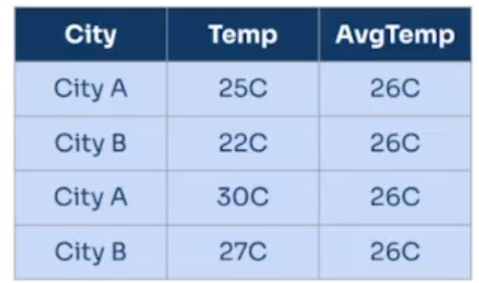 City Temp AvgTemp
City A 25C 26C
City B 22C 26C
City A 30C 26C
City B 27C 26C